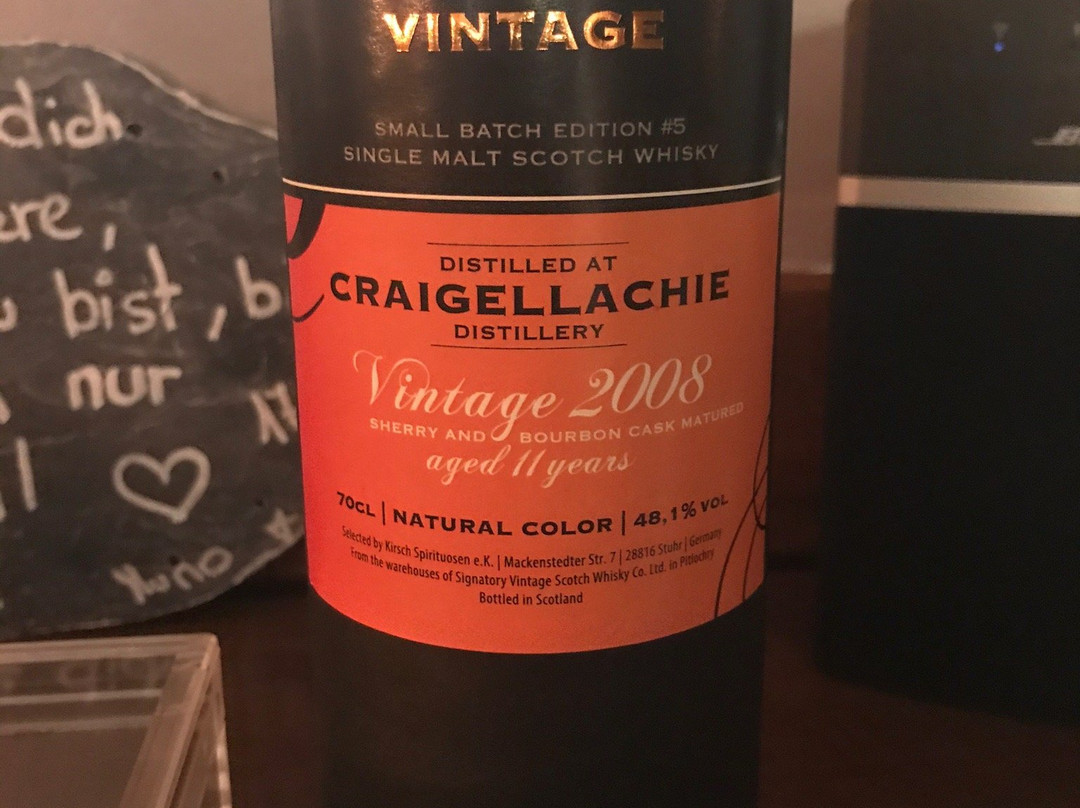 VINTAGE
SMALL BATCH EDITION #5
SINGLE MALT SCOTCH WHISKY
DISTILLED AT
CRAIGELLACHIE
DISTILLERY
Vintage 2008
SHERRY AND BOURBON CASK MATURED
aged 11 years
70CL | NATURAL COLOR | 48,1% VOL
Selected by Kirsch Spirituosen e.K. | Mackenstedter Str. 7 | 28816 Stuhr | Germany
From the warehouses of Signatory Vintage Scotch Whisky Co. Ltd. in Pitlochry
Bottled in Scotland
dich
bist, b
nur